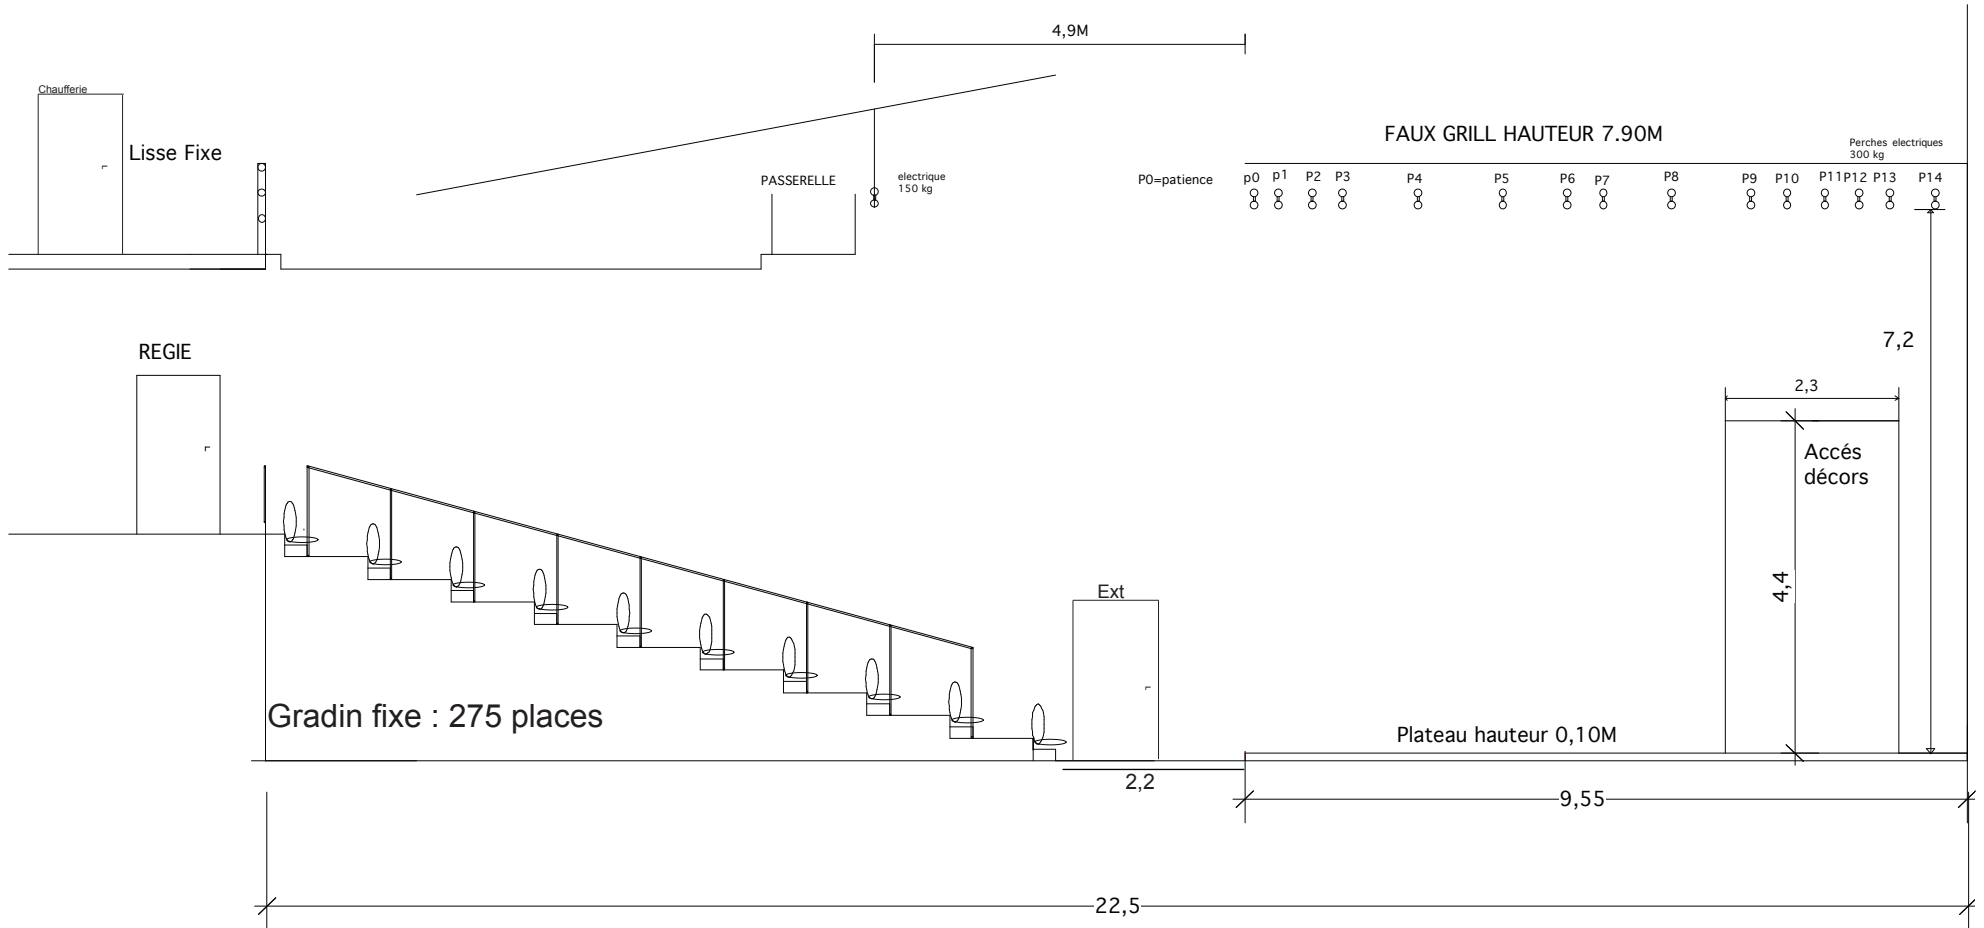 4,9M
Chaufferie
Lisse Fixe
FAUX GRILL HAUTEUR 7.90M
Perches electriques
300 kg
PASSERELLE
electrique
150 kg
P0=patience
p0 p1 P2 P3 P4 P5 P6 P7 P8 P9 P10 P11 P12 P13 P14
7,2
REGIE
2,3
Accés
décors
4,4
Ext
Gradin fixe : 275 places
Plateau hauteur 0,10M
2,2
9,55
22,5